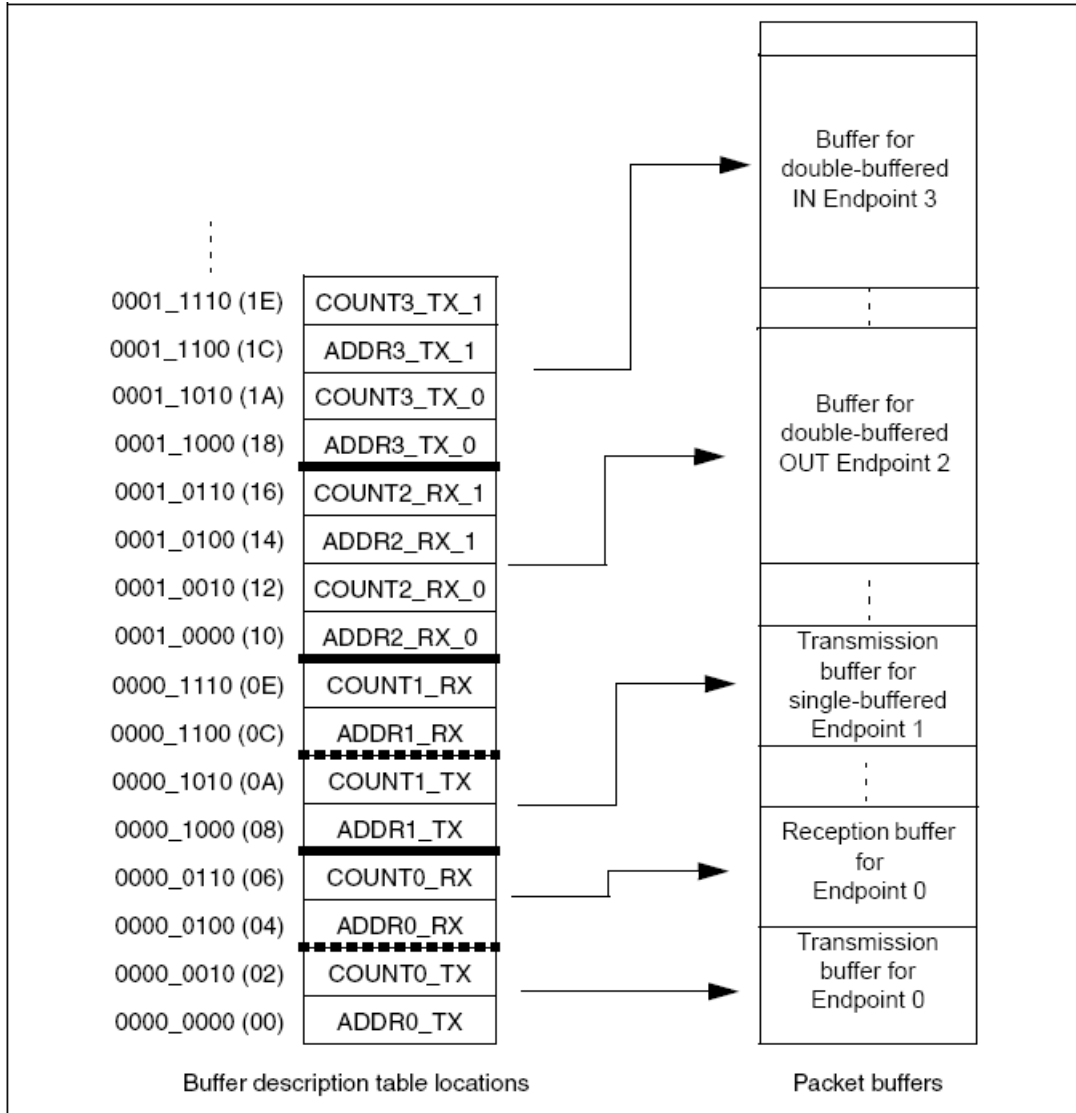 Buffer for
double-buffered
IN Endpoint 3
0001_1110 (1E) COUNT3_TX_1
0001_1100 (1C) ADDR3_TX_1
0001_1010 (1A) COUNT3_TX_0
0001_1000 (18) ADDR3_TX_0
Buffer for
double-buffered
OUT Endpoint 2
0001_0110 (16) COUNT2_RX_1
0001_0100 (14) ADDR2_RX_1
0001_0010 (12) COUNT2_RX_0
0001_0000 (10) ADDR2_RX_0
Transmission
buffer for
single-buffered
Endpoint 1
0000_1110 (0E) COUNT1_RX
0000_1100 (0C) ADDR1_RX
0000_1010 (0A) COUNT1_TX
0000_1000 (08) ADDR1_TX
Reception buffer
for
Endpoint 0
0000_0110 (06) COUNT0_RX
0000_0100 (04) ADDR0_RX
Transmission
buffer for
Endpoint 0
0000_0010 (02) COUNT0_TX
0000_0000 (00) ADDR0_TX
Buffer description table locations
Packet buffers